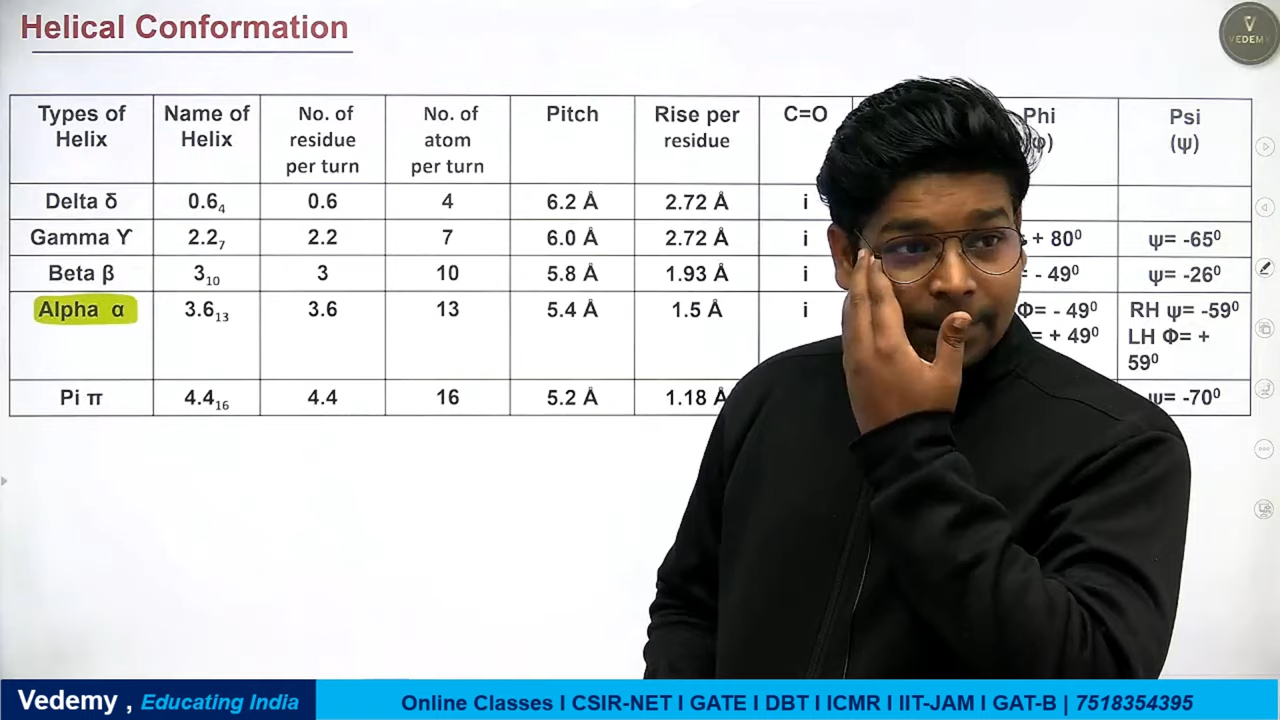 Helical Conformation
V
VEDEMY
Types of Helix | Name of Helix | No. of residue per turn | No. of atom per turn | Pitch | Rise per residue | C=O | Phi (φ) | Psi (ψ)
Delta δ | 0.6₄ | 0.6 | 4 | 6.2 Å | 2.72 Å | i
Gamma ϒ | 2.2₇ | 2.2 | 7 | 6.0 Å | 2.72 Å | i | + 80⁰ | ψ= -65⁰
Beta β | 3₁₀ | 3 | 10 | 5.8 Å | 1.93 Å | i | = - 49⁰ | ψ= -26⁰
Alpha α | 3.6₁₃ | 3.6 | 13 | 5.4 Å | 1.5 Å | i | Φ= - 49⁰ | RH ψ= -59⁰
= + 49⁰ | LH Φ= +
59⁰
Pi π | 4.4₁₆ | 4.4 | 16 | 5.2 Å | 1.18 Å | ψ= -70⁰
Vedemy , Educating India
Online Classes I CSIR-NET I GATE I DBT I ICMR I IIT-JAM I GAT-B | 7518354395